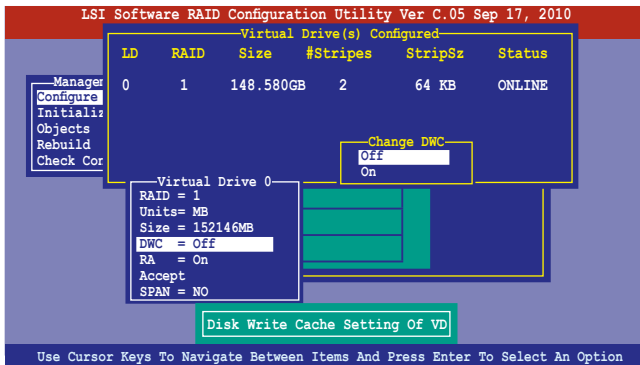 LSI Software RAID Configuration Utility Ver C.05 Sep 17, 2010
Virtual Drive(s) Configured
LD RAID Size #Stripes StripSz Status
0 1 148.580GB 2 64 KB ONLINE
Managem
Configure
Initializ
Objects
Rebuild
Check Con
Change DWC
Off
On
Virtual Drive 0
RAID = 1
Units= MB
Size = 152146MB
DWC = Off
RA = On
Accept
SPAN = NO
Disk Write Cache Setting Of VD
Use Cursor Keys To Navigate Between Items And Press Enter To Select An Option